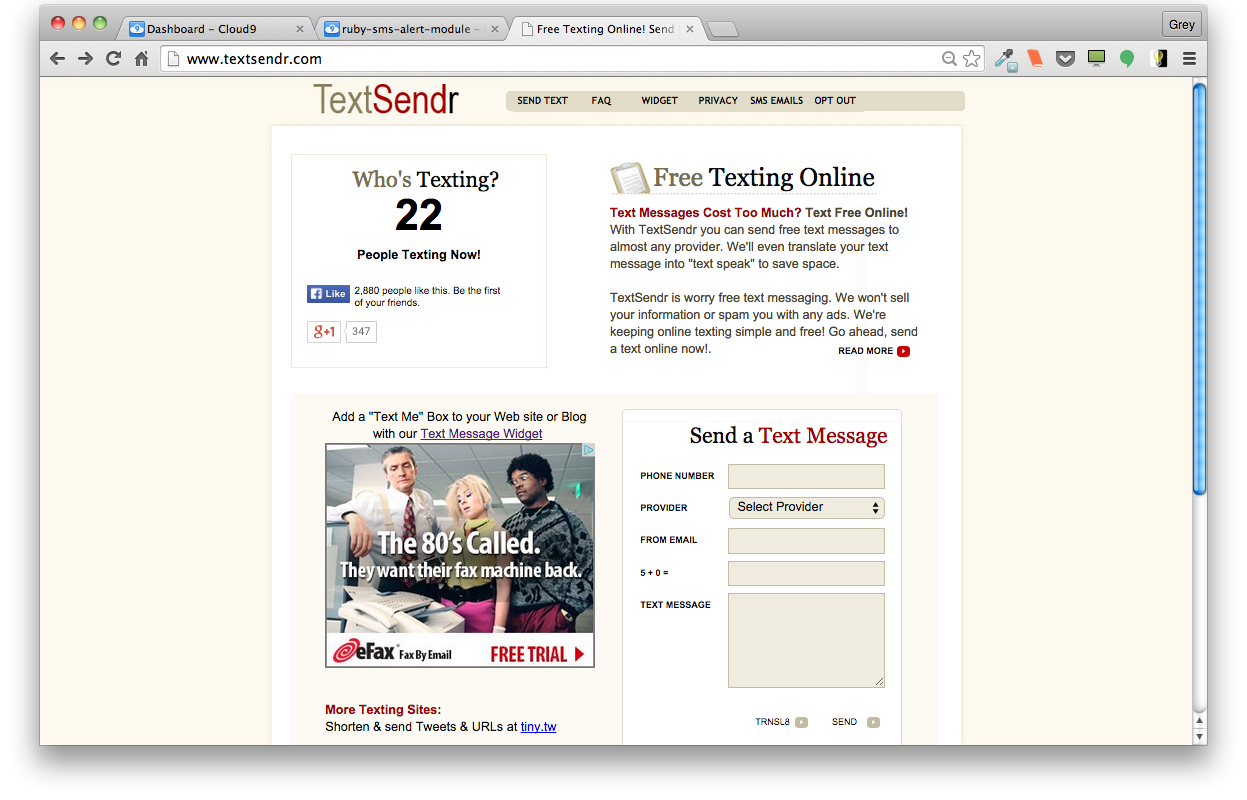 Dashboard - Cloud9
ruby-sms-alert-module -
Free Texting Online! Send
Grey
www.textsendr.com
TextSendr
SEND TEXT FAQ WIDGET PRIVACY SMS EMAILS OPT OUT
Who's Texting?
22
People Texting Now!
Like
2,880 people like this. Be the first
of your friends.
g+1 347
Free Texting Online
Text Messages Cost Too Much? Text Free Online!
With TextSendr you can send free text messages to
almost any provider. We'll even translate your text
message into "text speak" to save space.
TextSendr is worry free text messaging. We won't sell
your information or spam you with any ads. We're
keeping online texting simple and free! Go ahead, send
a text online now!.
READ MORE
Add a "Text Me" Box to your Web site or Blog
with our Text Message Widget
The 80's Called.
They want their fax machine back.
eFax Fax By Email FREE TRIAL
More Texting Sites:
Shorten & send Tweets & URLs at tiny.tw
Send a Text Message
PHONE NUMBER
PROVIDER Select Provider
FROM EMAIL
5 + 0 =
TEXT MESSAGE
TRNSL8 SEND